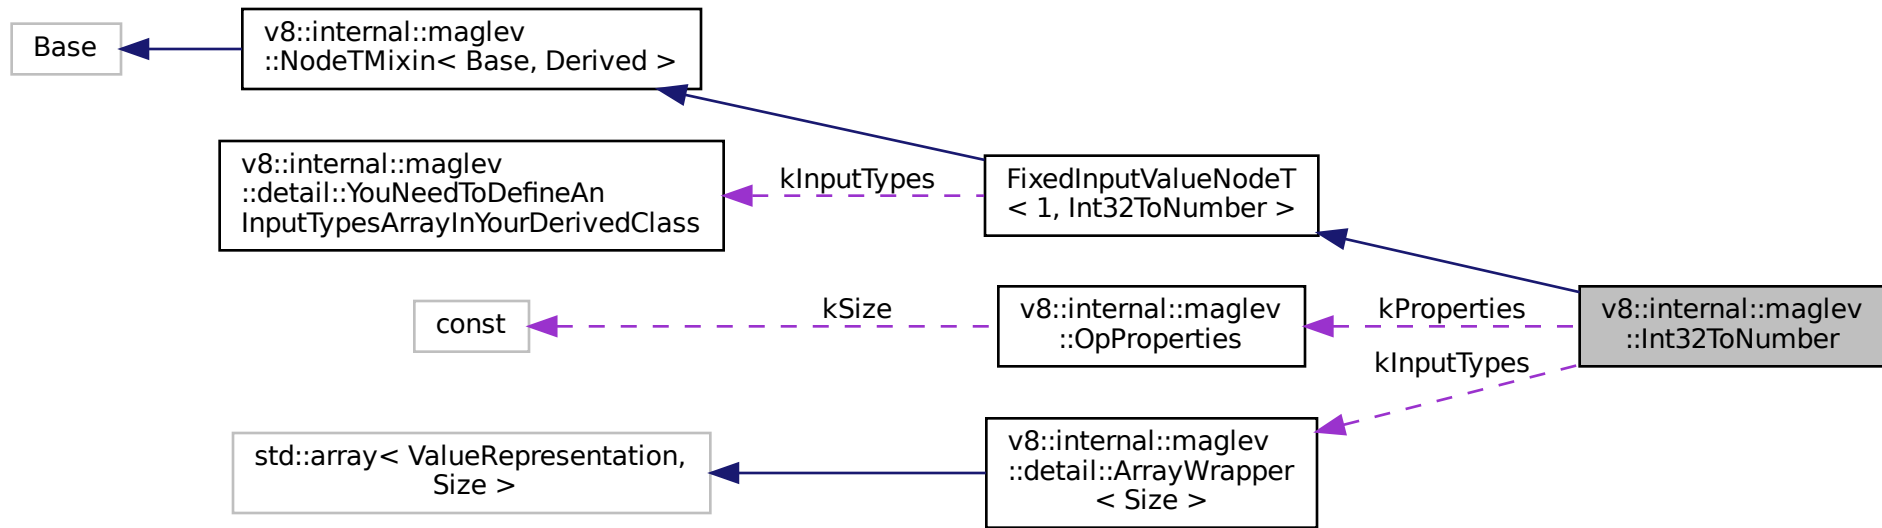 Base
v8::internal::maglev
::NodeTMixin< Base, Derived >
v8::internal::maglev
::detail::YouNeedToDefineAn
InputTypesArrayInYourDerivedClass
kInputTypes
FixedInputValueNodeT
< 1, Int32ToNumber >
const
kSize
v8::internal::maglev
::OpProperties
kProperties
v8::internal::maglev
::Int32ToNumber
kInputTypes
std::array< ValueRepresentation,
Size >
v8::internal::maglev
::detail::ArrayWrapper
< Size >